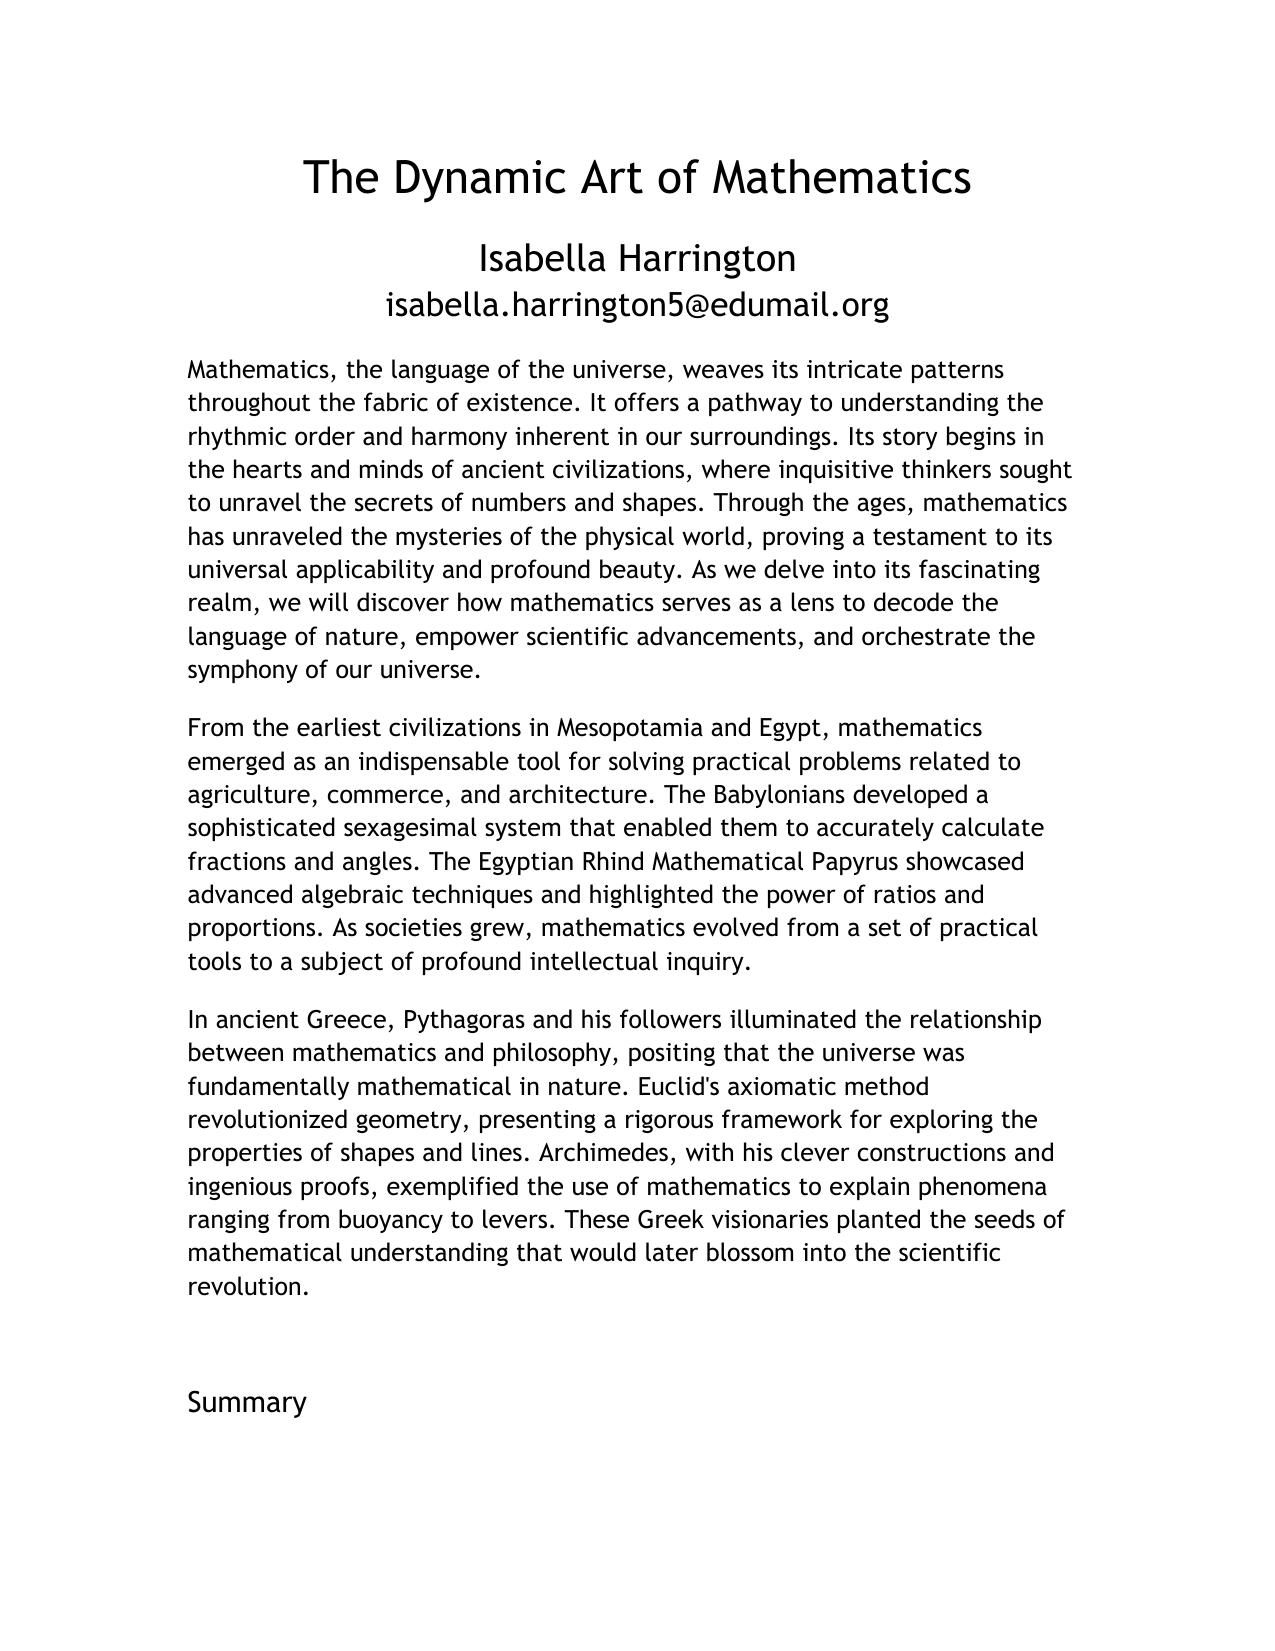 The Dynamic Art of Mathematics
Isabella Harrington
isabella.harrington5@edumail.org
Mathematics, the language of the universe, weaves its intricate patterns
throughout the fabric of existence. It offers a pathway to understanding the
rhythmic order and harmony inherent in our surroundings. Its story begins in
the hearts and minds of ancient civilizations, where inquisitive thinkers sought
to unravel the secrets of numbers and shapes. Through the ages, mathematics
has unraveled the mysteries of the physical world, proving a testament to its
universal applicability and profound beauty. As we delve into its fascinating
realm, we will discover how mathematics serves as a lens to decode the
language of nature, empower scientific advancements, and orchestrate the
symphony of our universe.
From the earliest civilizations in Mesopotamia and Egypt, mathematics
emerged as an indispensable tool for solving practical problems related to
agriculture, commerce, and architecture. The Babylonians developed a
sophisticated sexagesimal system that enabled them to accurately calculate
fractions and angles. The Egyptian Rhind Mathematical Papyrus showcased
advanced algebraic techniques and highlighted the power of ratios and
proportions. As societies grew, mathematics evolved from a set of practical
tools to a subject of profound intellectual inquiry.
In ancient Greece, Pythagoras and his followers illuminated the relationship
between mathematics and philosophy, positing that the universe was
fundamentally mathematical in nature. Euclid's axiomatic method
revolutionized geometry, presenting a rigorous framework for exploring the
properties of shapes and lines. Archimedes, with his clever constructions and
ingenious proofs, exemplified the use of mathematics to explain phenomena
ranging from buoyancy to levers. These Greek visionaries planted the seeds of
mathematical understanding that would later blossom into the scientific
revolution.
Summary